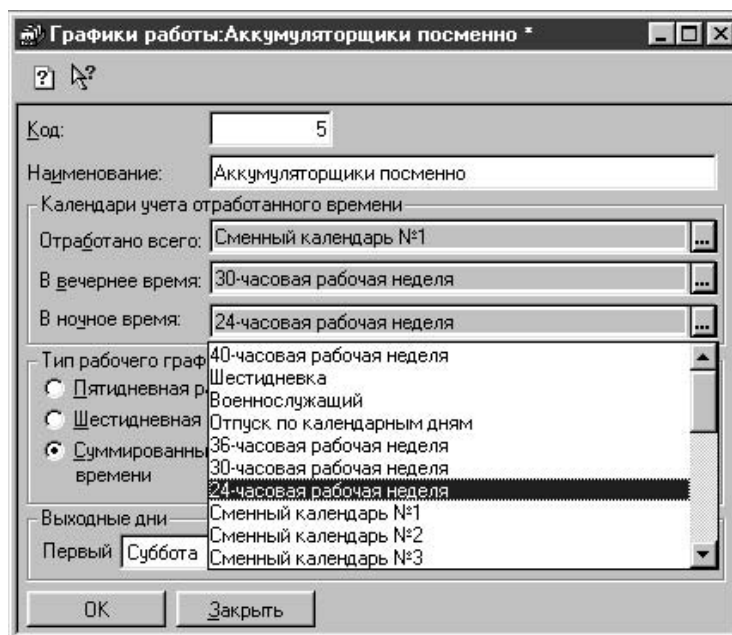 Графики работы:Аккумуляторщики посменно *
Код: 5
Наименование: Аккумуляторщики посменно
Календари учета отработанного времени
Отработано всего: Сменный календарь №1 ...
В вечернее время: 30-часовая рабочая неделя ...
В ночное время: 24-часовая рабочая неделя ...
Тип рабочего граф
40-часовая рабочая неделя
Пятидневная р
Шестидневка
Военнослужащий
Шестидневная
Отпуск по календарным дням
36-часовая рабочая неделя
Суммированны
времени
30-часовая рабочая неделя
24-часовая рабочая неделя
Выходные дни
Сменный календарь №1
Сменный календарь №2
Первый Суббота
Сменный календарь №3
OK Закрыть